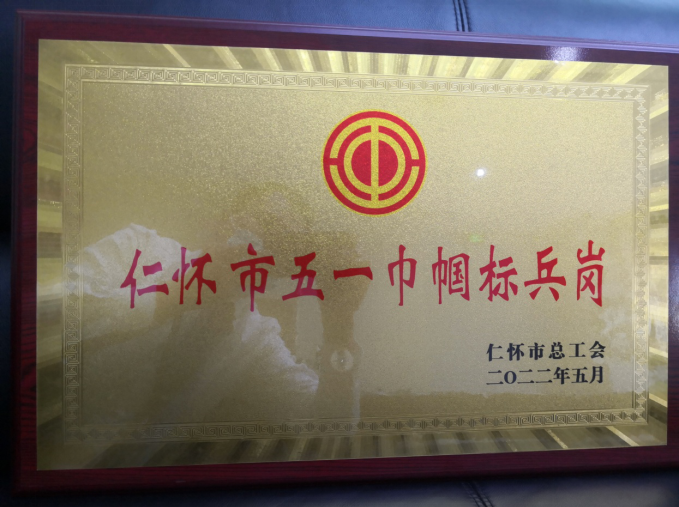 仁怀市五一巾帼标兵岗
仁怀市总工会
二〇二二年五月